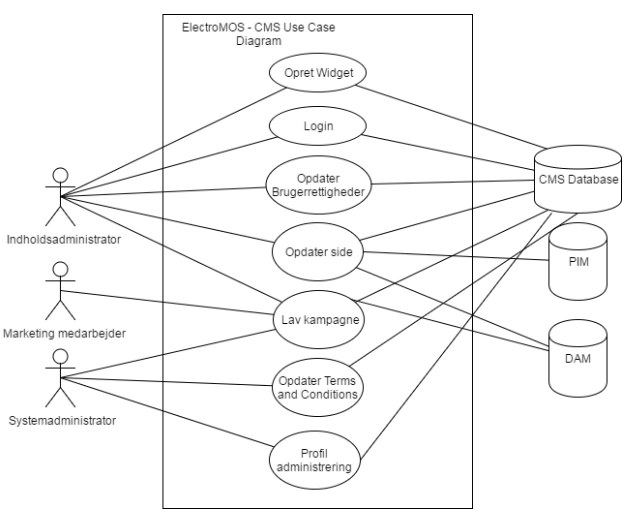 ElectroMOS - CMS Use Case
Diagram
Opret Widget
Login
Opdater
Brugerrettigheder
Opdater side
Lav kampagne
Opdater Terms
and Conditions
Profil
administrering
Indholdsadministrator
Marketing medarbejder
Systemadministrator
CMS Database
PIM
DAM